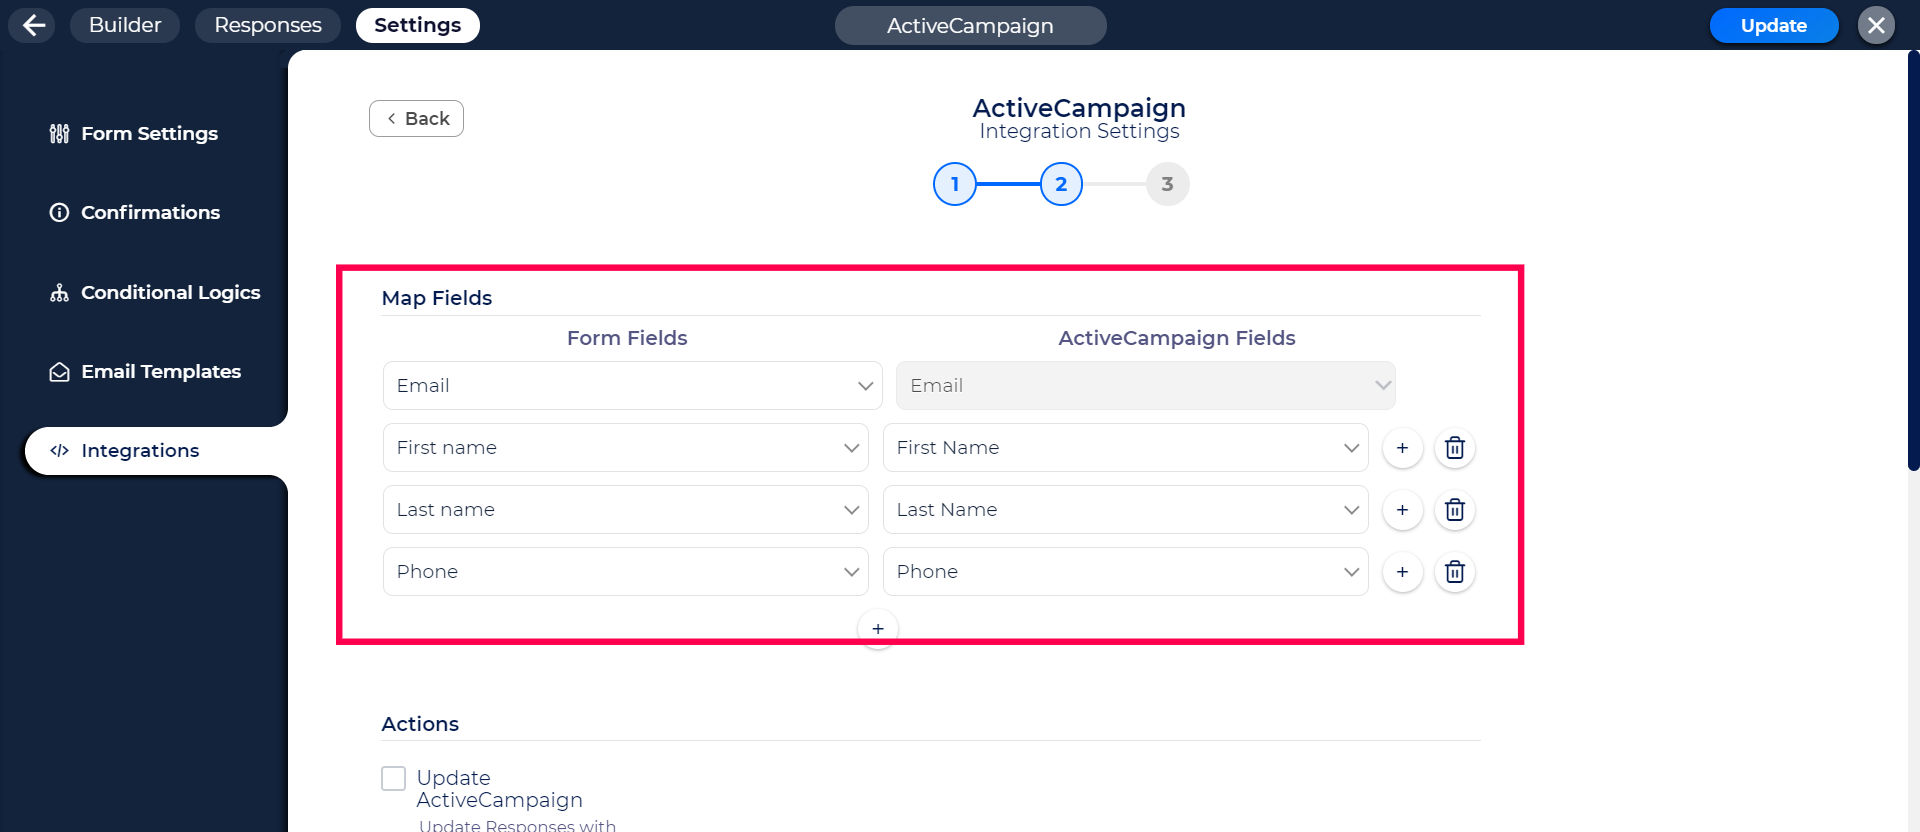 Builder
Responses
Settings
ActiveCampaign
Update
Form Settings
Confirmations
Conditional Logics
Email Templates
Integrations
Back
ActiveCampaign
Integration Settings
1 2 3
Map Fields
Form Fields ActiveCampaign Fields
Email Email
First name First Name
Last name Last Name
Phone Phone
Actions
Update
ActiveCampaign
Update Responses with